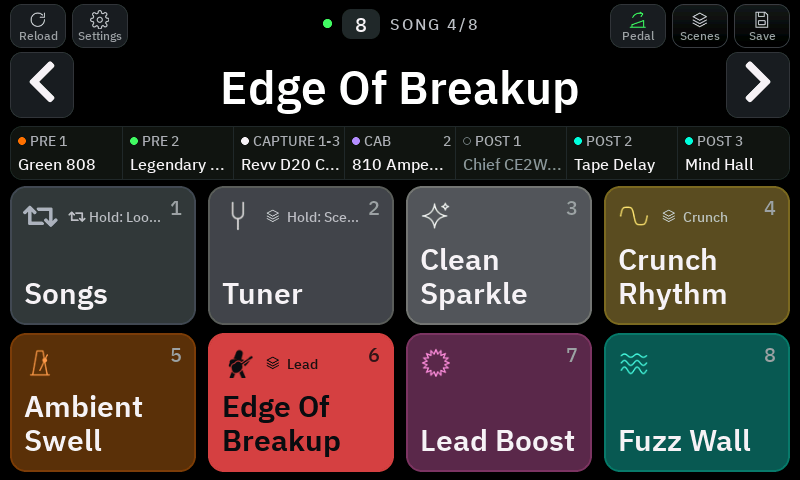 Reload
Settings
8
SONG 4/8
Pedal
Scenes
Save
Edge Of Breakup
PRE 1
Green 808
PRE 2
Legendary ...
CAPTURE 1-3
Revv D20 C...
CAB 2
810 Ampe...
POST 1
Chief CE2W...
POST 2
Tape Delay
POST 3
Mind Hall
Hold: Loo... 1
Songs
Hold: Sce... 2
Tuner
3
Clean
Sparkle
Crunch 4
Crunch
Rhythm
5
Ambient
Swell
Lead 6
Edge Of
Breakup
7
Lead Boost
8
Fuzz Wall